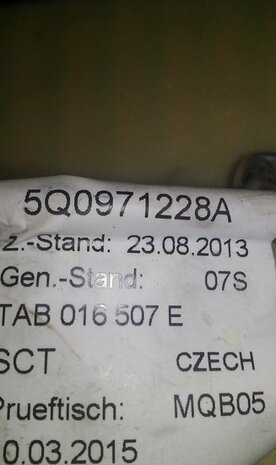 5Q0971228A
z.-Stand: 23.08.2013
Gen.-Stand: 07S
TAB 016 507 E
SCT CZECH
Prueftisch: MQB05
0.03.2015